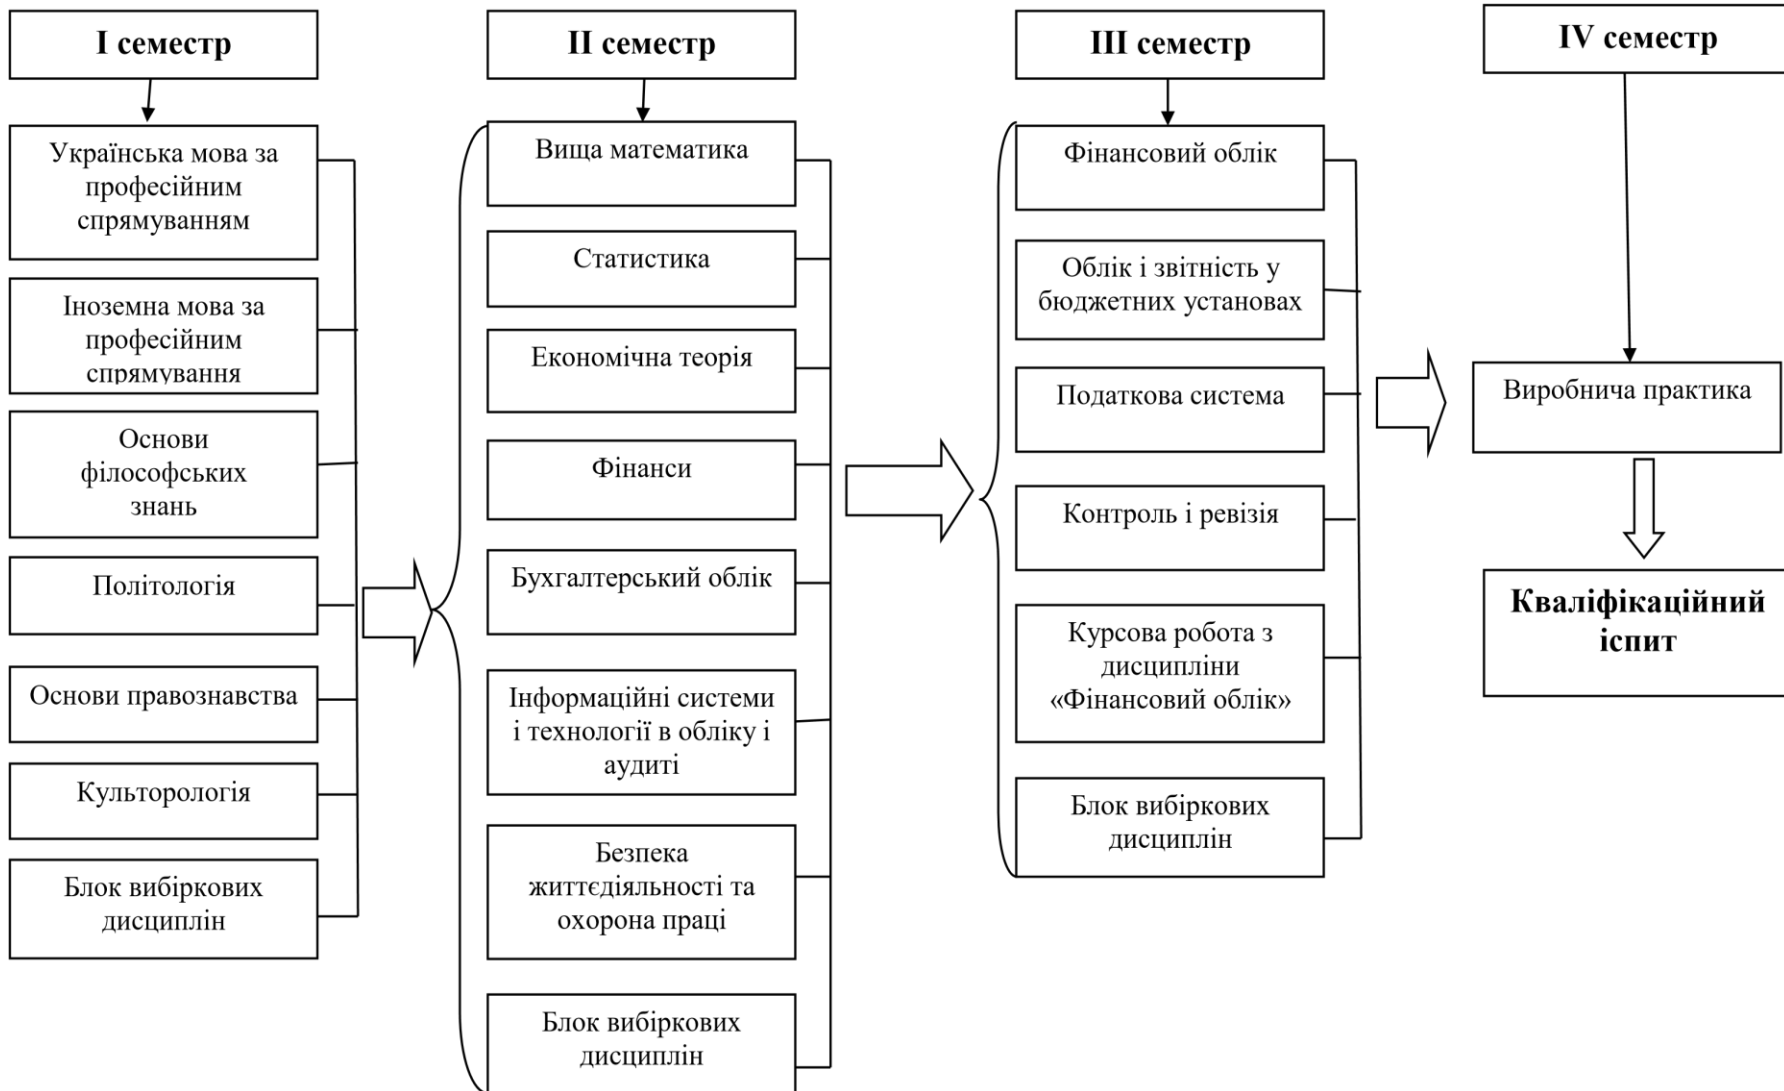 І семестр
Українська мова за
професійним
спрямуванням
Іноземна мова за
професійним
спрямування
Основи
філософських
знань
Політологія
Основи правознавства
Культорологія
Блок вибіркових
дисциплін
ІІ семестр
Вища математика
Статистика
Економічна теорія
Фінанси
Бухгалтерський облік
Інформаційні системи
і технології в обліку і
аудиті
Безпека
життєдіяльності та
охорона праці
Блок вибіркових
дисциплін
ІІІ семестр
Фінансовий облік
Облік і звітність у
бюджетних установах
Податкова система
Контроль і ревізія
Курсова робота з
дисципліни
«Фінансовий облік»
Блок вибіркових
дисциплін
IV семестр
Виробнича практика
Кваліфікаційний
іспит